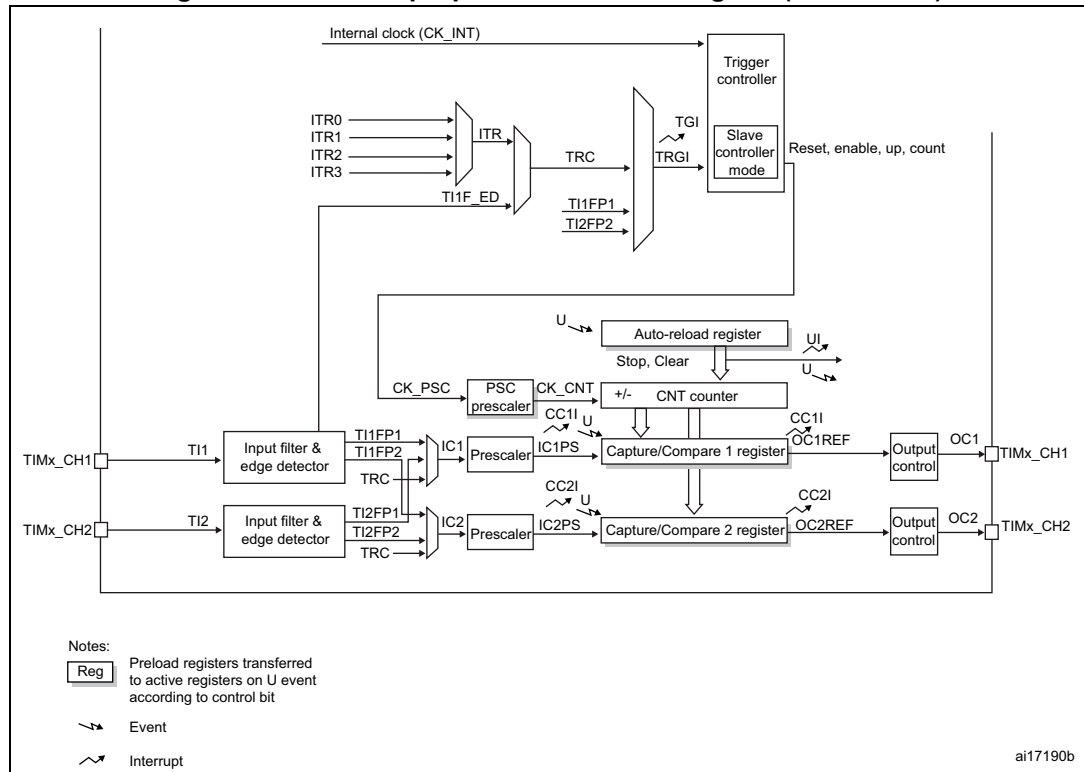 Internal clock (CK_INT)
Trigger
controller
TGI
ITR0
ITR1
ITR2
ITR3
ITR
TRC
TRGI
Slave
controller
mode
Reset, enable, up, count
TI1F_ED
TI1FP1
TI2FP2
U
Auto-reload register
UI
Stop, Clear
U
CK_PSC
PSC
prescaler
CK_CNT
+/-
CNT counter
CC1I
U
CC1I
TIMx_CH1
TI1
Input filter &
edge detector
TI1FP1
TI1FP2
TRC
IC1
Prescaler
IC1PS
Capture/Compare 1 register
OC1REF
Output
control
OC1
TIMx_CH1
CC2I
U
CC2I
TIMx_CH2
TI2
Input filter &
edge detector
TI2FP1
TI2FP2
TRC
IC2
Prescaler
IC2PS
Capture/Compare 2 register
OC2REF
Output
control
OC2
TIMx_CH2
Notes:
Reg
Preload registers transferred
to active registers on U event
according to control bit
Event
Interrupt
ai17190b